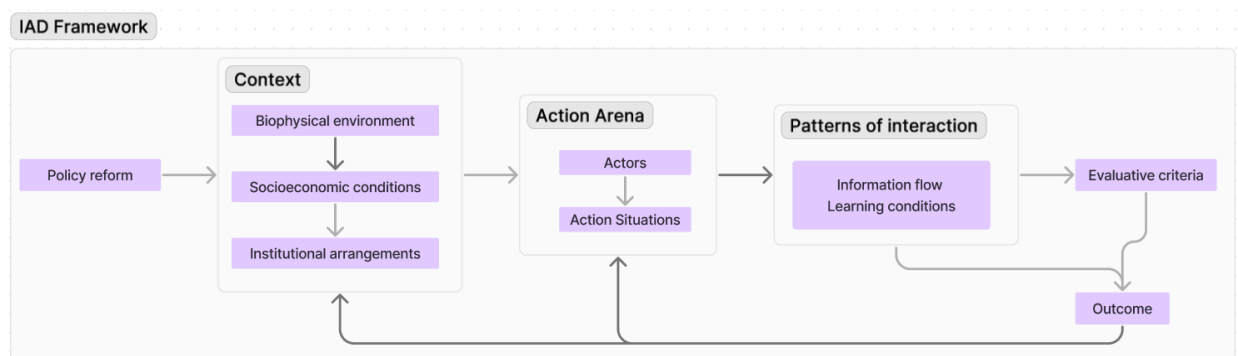 IAD Framework
Context
Biophysical environment
Socioeconomic conditions
Institutional arrangements
Policy reform
Action Arena
Actors
Action Situations
Patterns of interaction
Information flow
Learning conditions
Evaluative criteria
Outcome